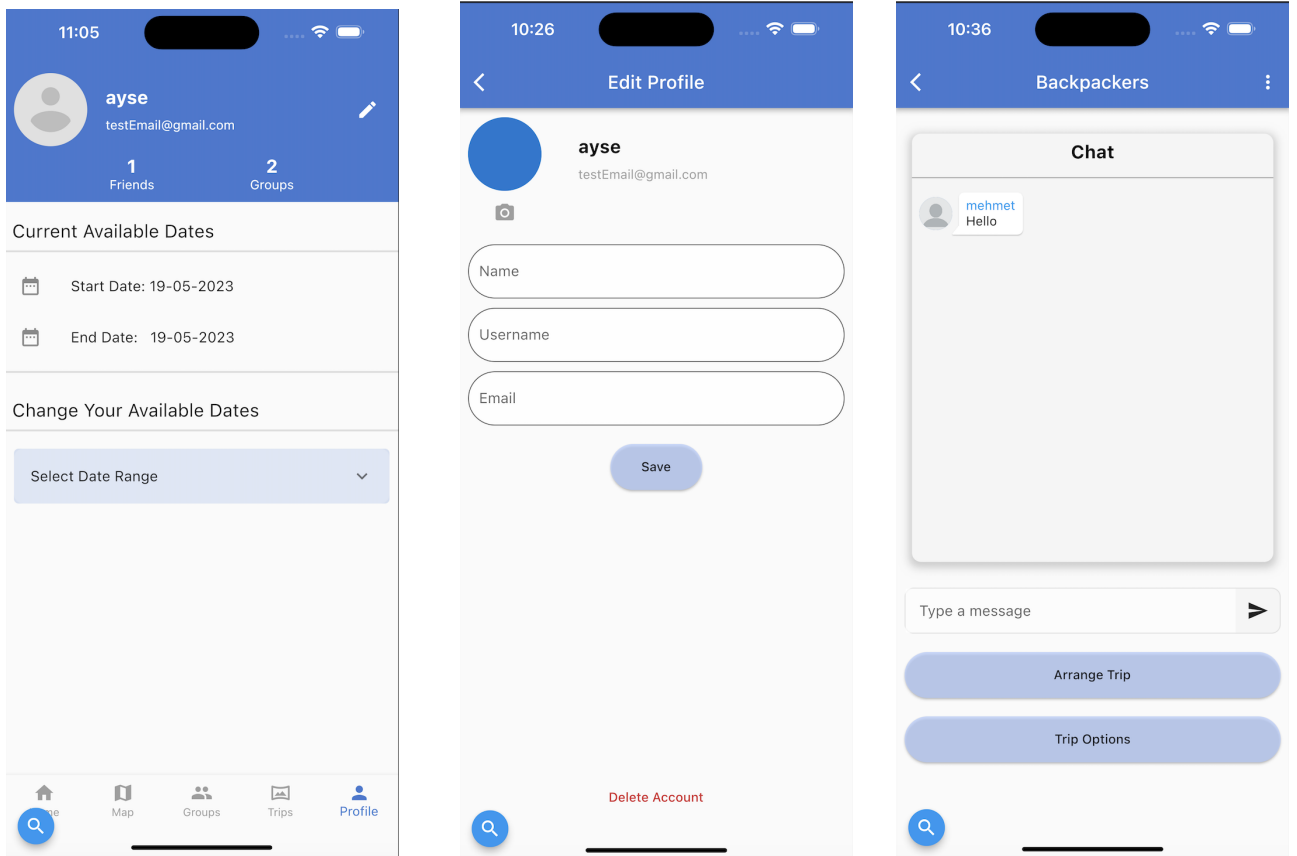 11:05
ayse
testEmail@gmail.com
1
Friends
2
Groups
Current Available Dates
Start Date: 19-05-2023
End Date: 19-05-2023
Change Your Available Dates
Select Date Range
Map
Groups
Trips
Profile
10:26
Edit Profile
ayse
testEmail@gmail.com
Name
Username
Email
Save
Delete Account
10:36
Backpackers
Chat
mehmet
Hello
Type a message
Arrange Trip
Trip Options